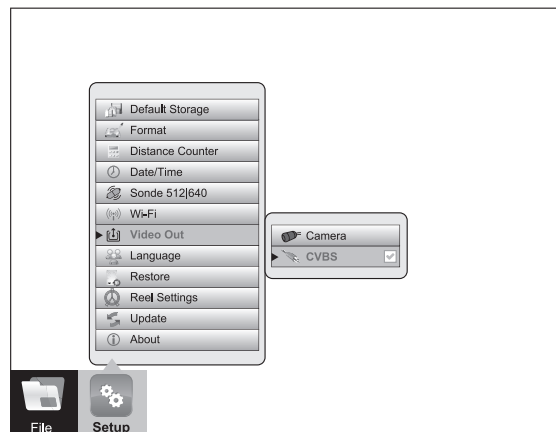 Default Storage
Format
Distance Counter
Date/Time
Sonde 512|640
Wi-Fi
Video Out
Language
Restore
Reel Settings
Update
About
Camera
CVBS
File
Setup